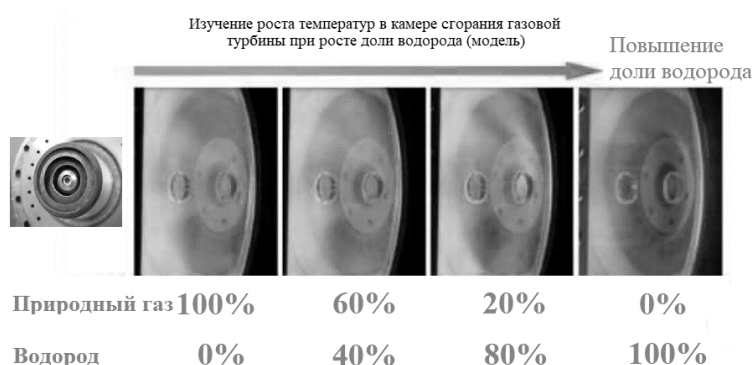 Изучение роста температур в камере сгорания газовой
турбины при росте доли водорода (модель)
Повышение
доли водорода
Природный газ 100% 60% 20% 0%
Водород 0% 40% 80% 100%